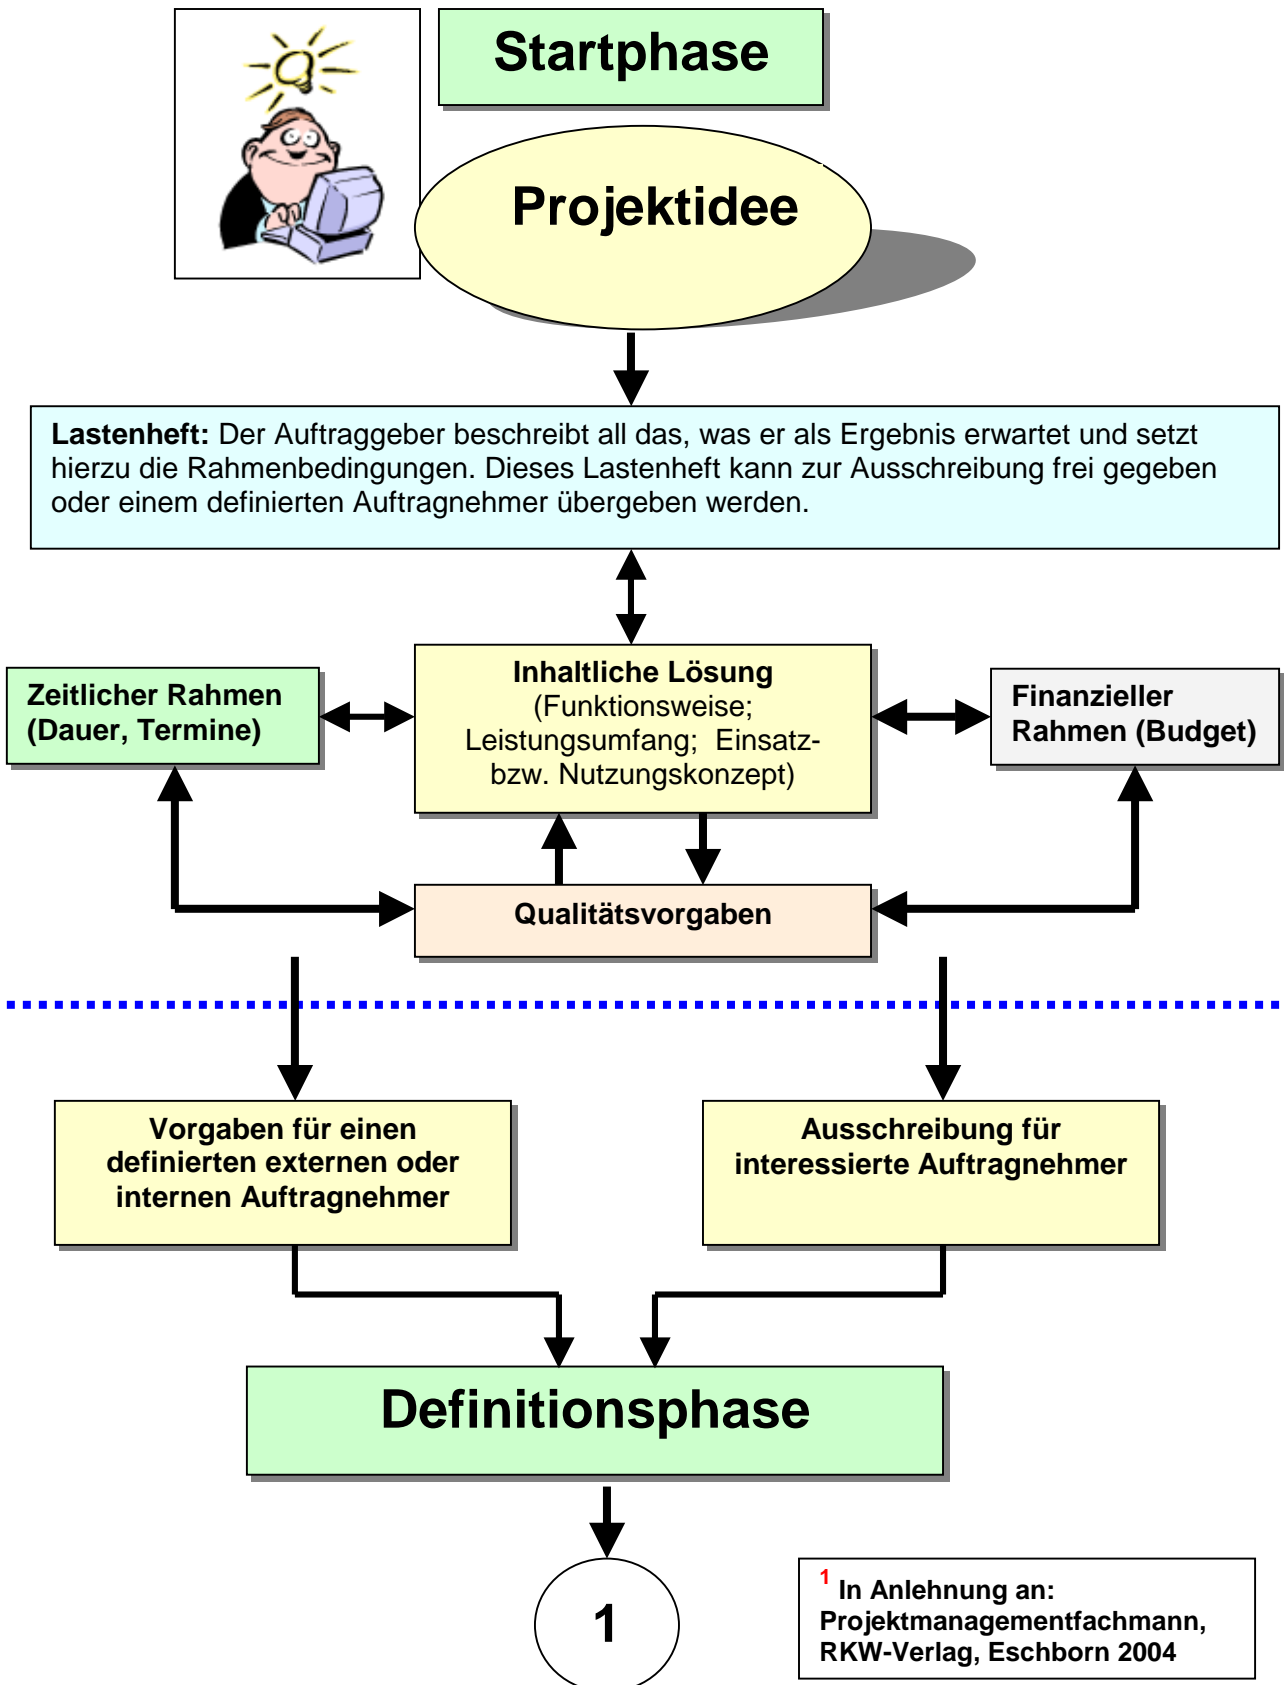 Startphase
Projektidee
Lastenheft: Der Auftraggeber beschreibt all das, was er als Ergebnis erwartet und setzt
hierzu die Rahmenbedingungen. Dieses Lastenheft kann zur Ausschreibung frei gegeben
oder einem definierten Auftragnehmer übergeben werden.
Zeitlicher Rahmen
(Dauer, Termine)
Inhaltliche Lösung
(Funktionsweise;
Leistungsumfang; Einsatz-
bzw. Nutzungskonzept)
Finanzieller
Rahmen (Budget)
Qualitätsvorgaben
Vorgaben für einen
definierten externen oder
internen Auftragnehmer
Ausschreibung für
interessierte Auftragnehmer
Definitionsphase
1
1 In Anlehnung an:
Projektmanagementfachmann,
RKW-Verlag, Eschborn 2004